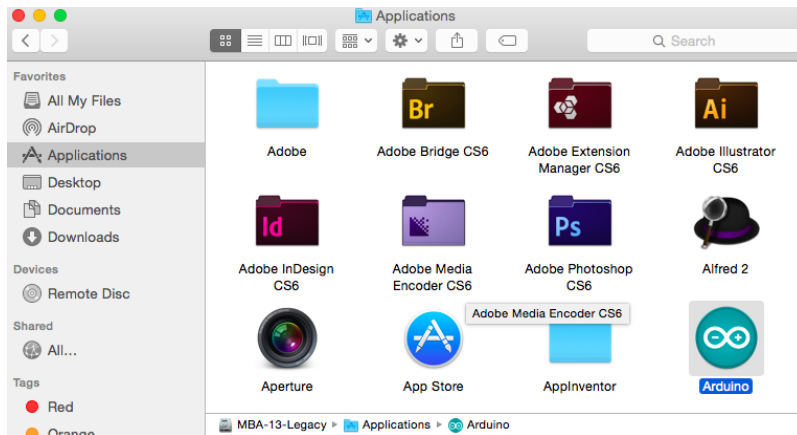 Applications
Search
Favorites
All My Files
AirDrop
Applications
Desktop
Documents
Downloads
Devices
Remote Disc
Shared
All...
Tags
Red
Orange
Br
Ai
Adobe
Adobe Bridge CS6
Adobe Extension
Manager CS6
Adobe Illustrator
CS6
Id
Ps
Adobe InDesign
CS6
Adobe Media
Encoder CS6
Adobe Photoshop
CS6
Alfred 2
Adobe Media Encoder CS6
Aperture
App Store
AppInventor
Arduino
MBA-13-Legacy
Applications
Arduino